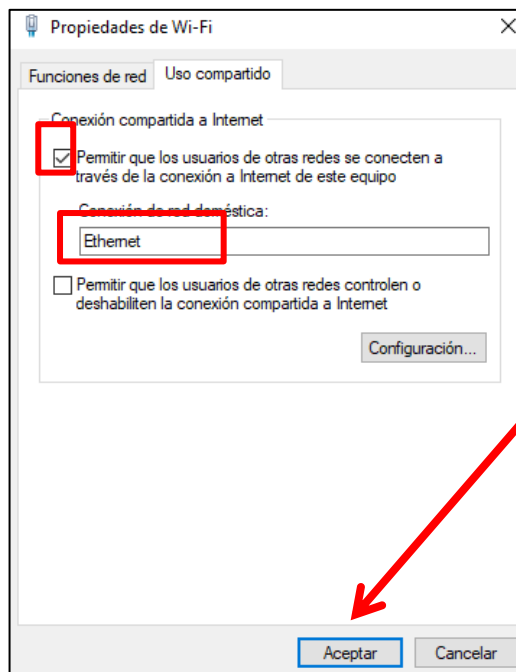 Propiedades de Wi-Fi
Funciones de red
Uso compartido
Conexión compartida a Internet
Permitir que los usuarios de otras redes se conecten a
través de la conexión a Internet de este equipo
Conexión de red doméstica:
Ethernet
Permitir que los usuarios de otras redes controlen o
deshabiliten la conexión compartida a Internet
Configuración...
Aceptar
Cancelar